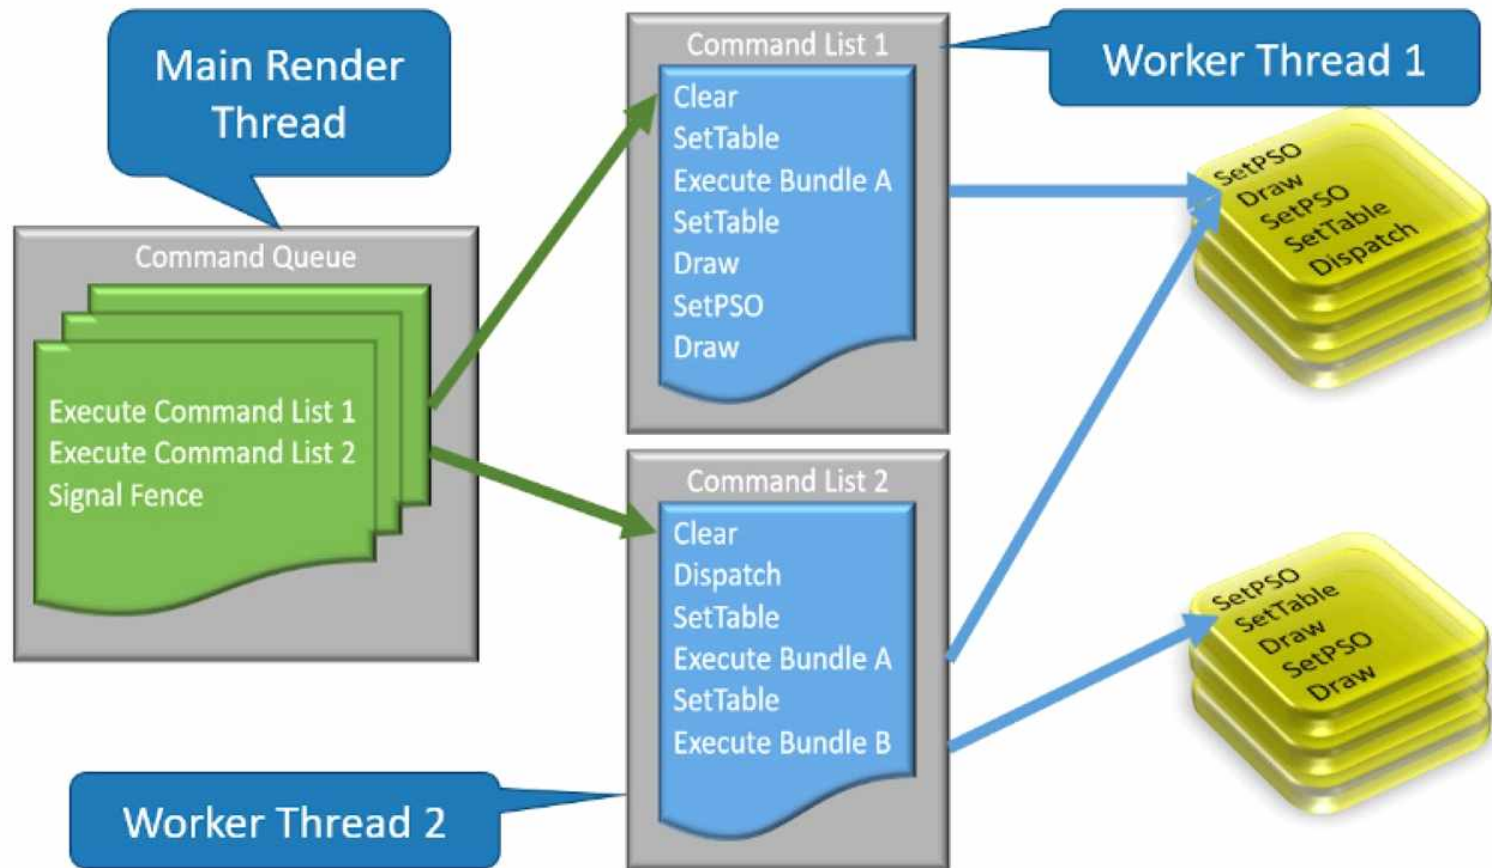 Main Render
Thread
Command Queue
Execute Command List 1
Execute Command List 2
Signal Fence
Command List 1
Clear
SetTable
Execute Bundle A
SetTable
Draw
SetPSO
Draw
Worker Thread 1
SetPSO
Draw
SetPSO
SetTable
Dispatch
Command List 2
Clear
Dispatch
SetTable
Execute Bundle A
SetTable
Execute Bundle B
Worker Thread 2
SetPSO
SetTable
Draw
SetPSO
Draw